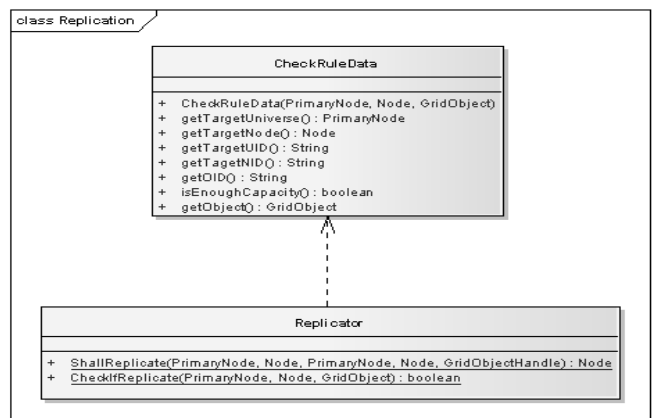 class Replication
CheckRuleData
+ CheckRuleData(PrimaryNode, Node, GridObject)
+ getTargetUniverse() : PrimaryNode
+ getTargetNode() : Node
+ getTargetUID() : String
+ getTagetNID() : String
+ getOID() : String
+ isEnoughCapacity() : boolean
+ getObject() : GridObject
Replicator
+ ShallReplicate(PrimaryNode, Node, PrimaryNode, Node, GridObjectHandle) : Node
+ CheckIfReplicate(PrimaryNode, Node, GridObject) : boolean